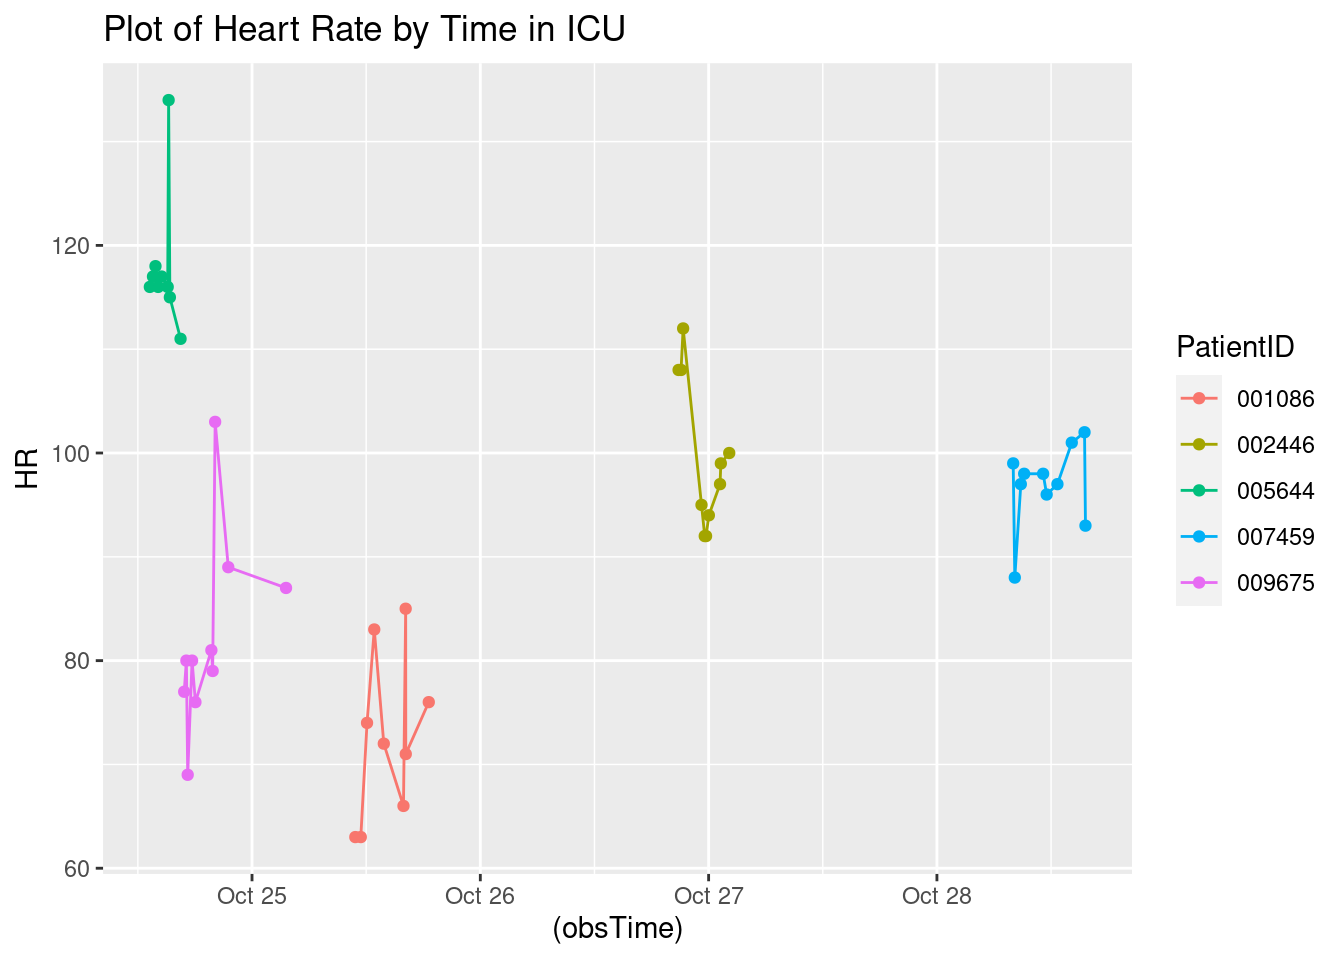 Plot of Heart Rate by Time in ICU
HR
120
100
80
60
Oct 25
Oct 26
Oct 27
Oct 28
(obsTime)
PatientID
001086
002446
005644
007459
009675